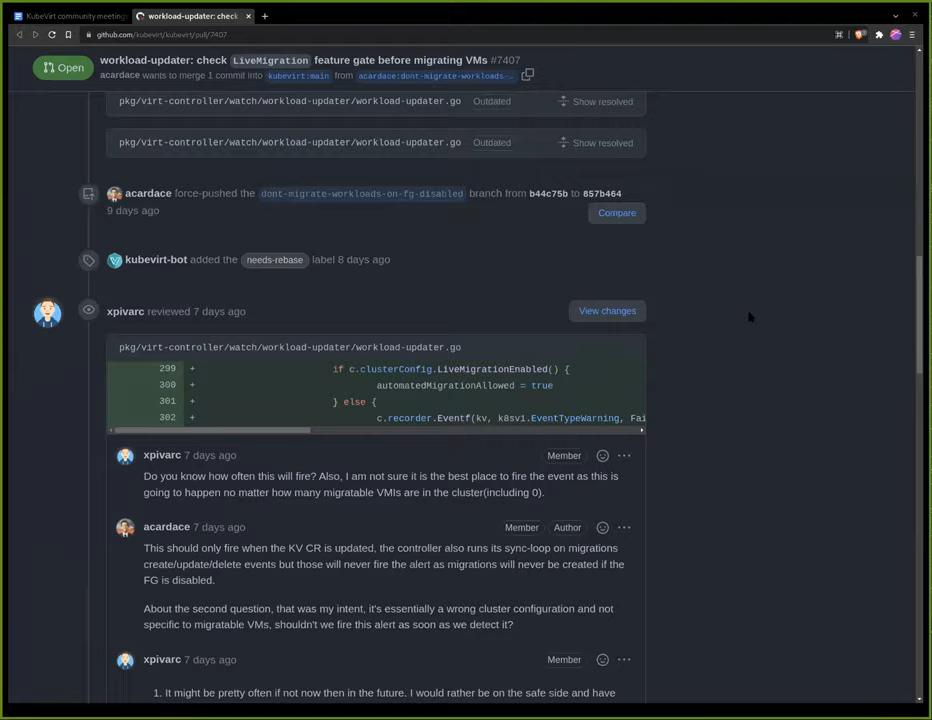 KubeVirt community meeting
workload-updater: check
github.com/kubevirt/kubevirt/pull/7407
Open
workload-updater: check LiveMigration feature gate before migrating VMs #7407
acardace wants to merge 1 commit into kubevirt:main from acardace:dont-migrate-workloads-…
pkg/virt-controller/watch/workload-updater/workload-updater.go Outdated Show resolved
pkg/virt-controller/watch/workload-updater/workload-updater.go Outdated Show resolved
acardace force-pushed the dont-migrate-workloads-on-fg-disabled branch from b44c75b to 857b464
9 days ago
Compare
kubevirt-bot added the needs-rebase label 8 days ago
xpivarc reviewed 7 days ago
View changes
pkg/virt-controller/watch/workload-updater/workload-updater.go
299 + if c.clusterConfig.LiveMigrationEnabled() {
300 + automatedMigrationAllowed = true
301 + } else {
302 + c.recorder.Eventf(kv, k8sv1.EventTypeWarning, Fai
xpivarc 7 days ago Member
Do you know how often this will fire? Also, I am not sure it is the best place to fire the event as this is
going to happen no matter how many migratable VMIs are in the cluster(including 0).
acardace 7 days ago Member Author
This should only fire when the KV CR is updated, the controller also runs its sync-loop on migrations
create/update/delete events but those will never fire the alert as migrations will never be created if the
FG is disabled.
About the second question, that was my intent, it's essentially a wrong cluster configuration and not
specific to migratable VMs, shouldn't we fire this alert as soon as we detect it?
xpivarc 7 days ago Member
1. It might be pretty often if not now then in the future. I would rather be on the safe side and have